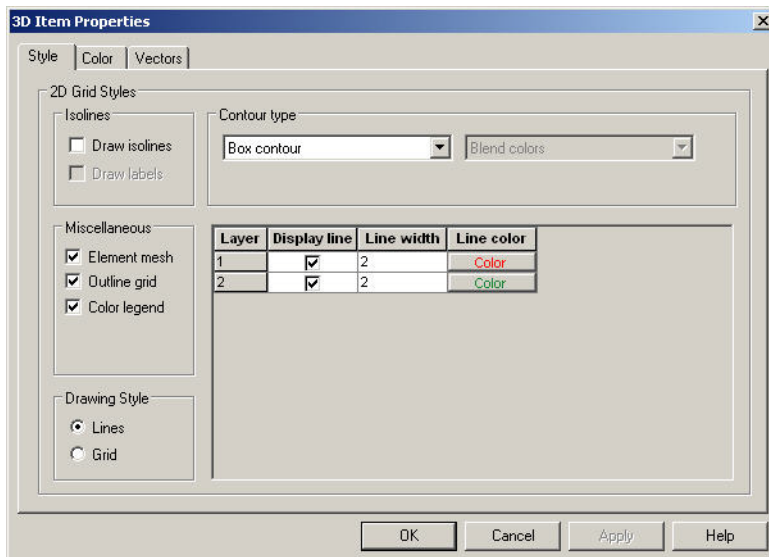 3D Item Properties
Style Color Vectors
2D Grid Styles
Isolines
Draw isolines
Draw labels
Contour type
Box contour Blend colors
Miscellaneous
Element mesh
Outline grid
Color legend
Layer Display line Line width Line color
1 2 Color
2 2 Color
Drawing Style
Lines
Grid
OK Cancel Apply Help